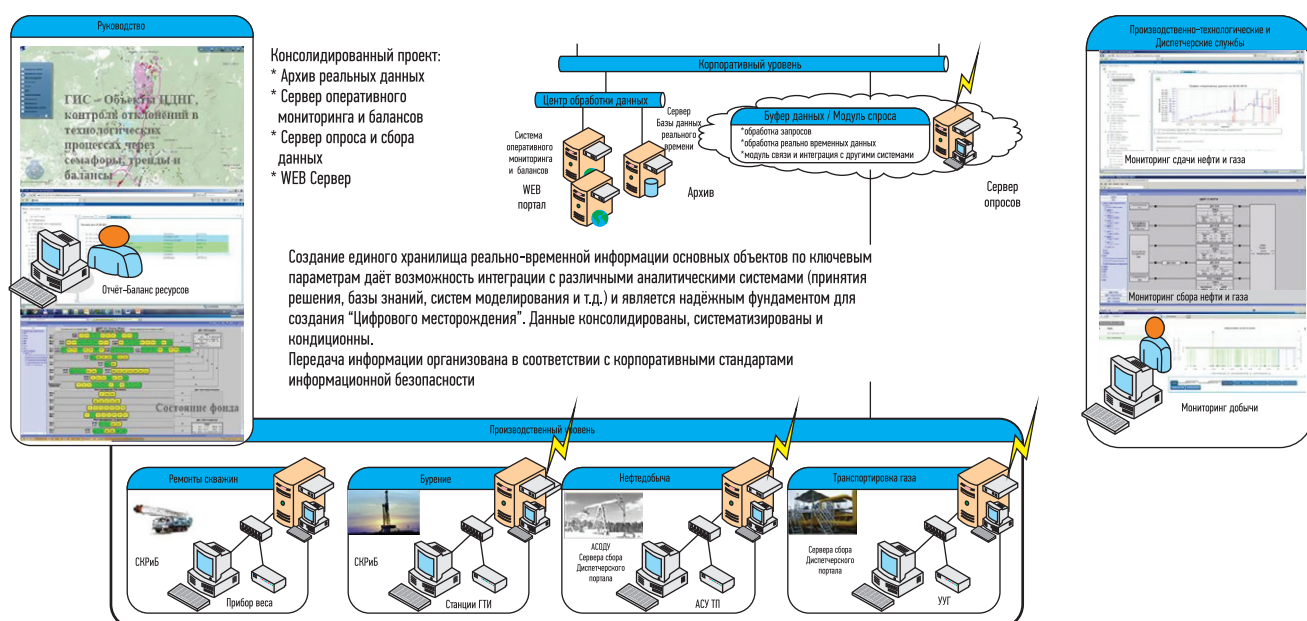 Руководство
ГИС – Объекты ЦДНГ,
контроль отклонений в
технологических
процессах через
семафоры, тренды и
балансы
Отчёт-Баланс ресурсов
Состояние фонда
Консолидированный проект:
* Архив реальных данных
* Сервер оперативного
мониторинга и балансов
* Сервер опроса и сбора
данных
* WEB Сервер
Корпоративный уровень
Центр обработки данных
Система
оперативного
мониторинга
и балансов
WEB
портал
Сервер
Базы данных
реального
времени
Архив
Буфер данных / Модуль спроса
*обработка запросов
*обработка реально временных данных
*модуль связи и интеграция с другими системами
Сервер
опросов
Создание единого хранилища реально-временной информации основных объектов по ключевым
параметрам даёт возможность интеграции с различными аналитическими системами (принятия
решения, базы знаний, систем моделирования и т.д.) и является надёжным фундаментом для
создания “Цифрового месторождения”. Данные консолидированы, систематизированы и
кондиционны.
Передача информации организована в соответствии с корпоративными стандартами
информационной безопасности
Производственно-технологические и
Диспетчерские службы
Мониторинг сдачи нефти и газа
Мониторинг сбора нефти и газа
Мониторинг добычи
Производственный уровень
Ремонты скважин
СКРиБ
Прибор веса
Бурение
СКРиБ
Станции ГТИ
Нефтедобыча
АСОДУ
Сервера сбора
Диспетчерского
портала
АСУ ТП
Транспортировка газа
Сервера сбора
Диспетчерского
портала
УУГ